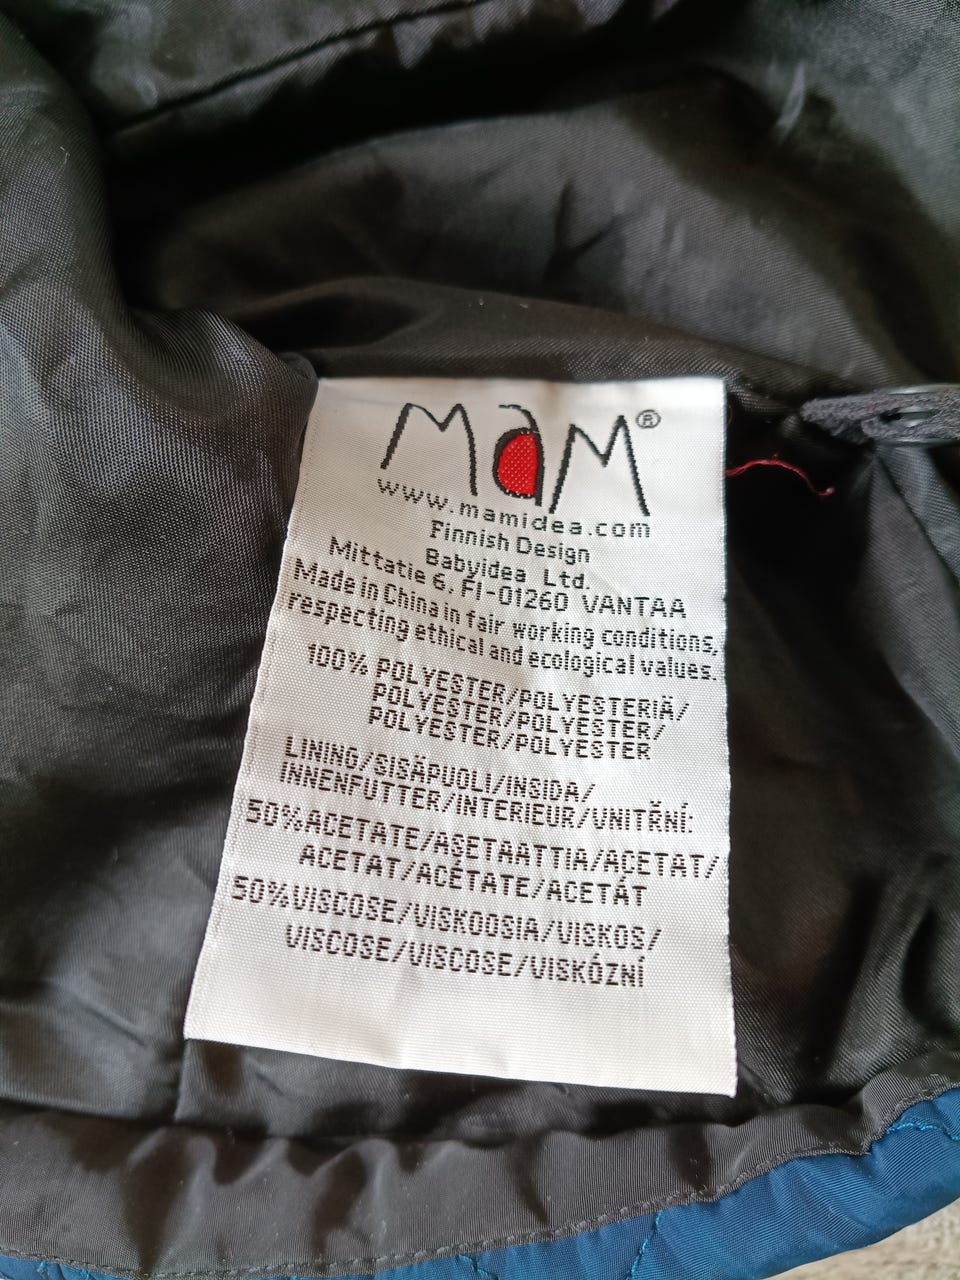 MaM®
www.mamidea.com
Finnish Design
Babyidea Ltd.
Mittatie 6, FI-01260 VANTAA
Made in China in fair working conditions,
respecting ethical and ecological values.
100% POLYESTER/POLYESTERIÄ/
POLYESTER/POLYESTER/
POLYESTER/POLYESTER
LINING/SISÄPUOLI/INSIDA/
INNENFUTTER/INTERIEUR/VNITŘNÍ:
50%ACETATE/ASETAATTIA/ACETAT/
ACETAT/ACÉTATE/ACETÁT
50%VISCOSE/VISKOOSIA/VISKOS/
VISCOSE/VISCOSE/VISKÓZNÍ